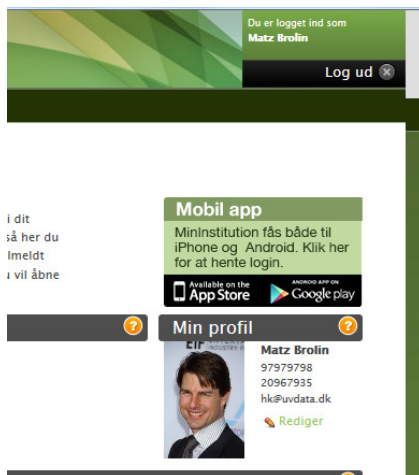 Du er logget ind som
Matz Brolin
Log ud
i dit
så her du
lmeldt
u vil åbne
Mobil app
MinInstitution fås både til
iPhone og Android. Klik her
for at hente login.
Available on the
App Store
ANDROID APP ON
Google play
?
Min profil
?
EIF
INDUSTRY
Matz Brolin
97979798
20967935
hk@uvdata.dk
Rediger